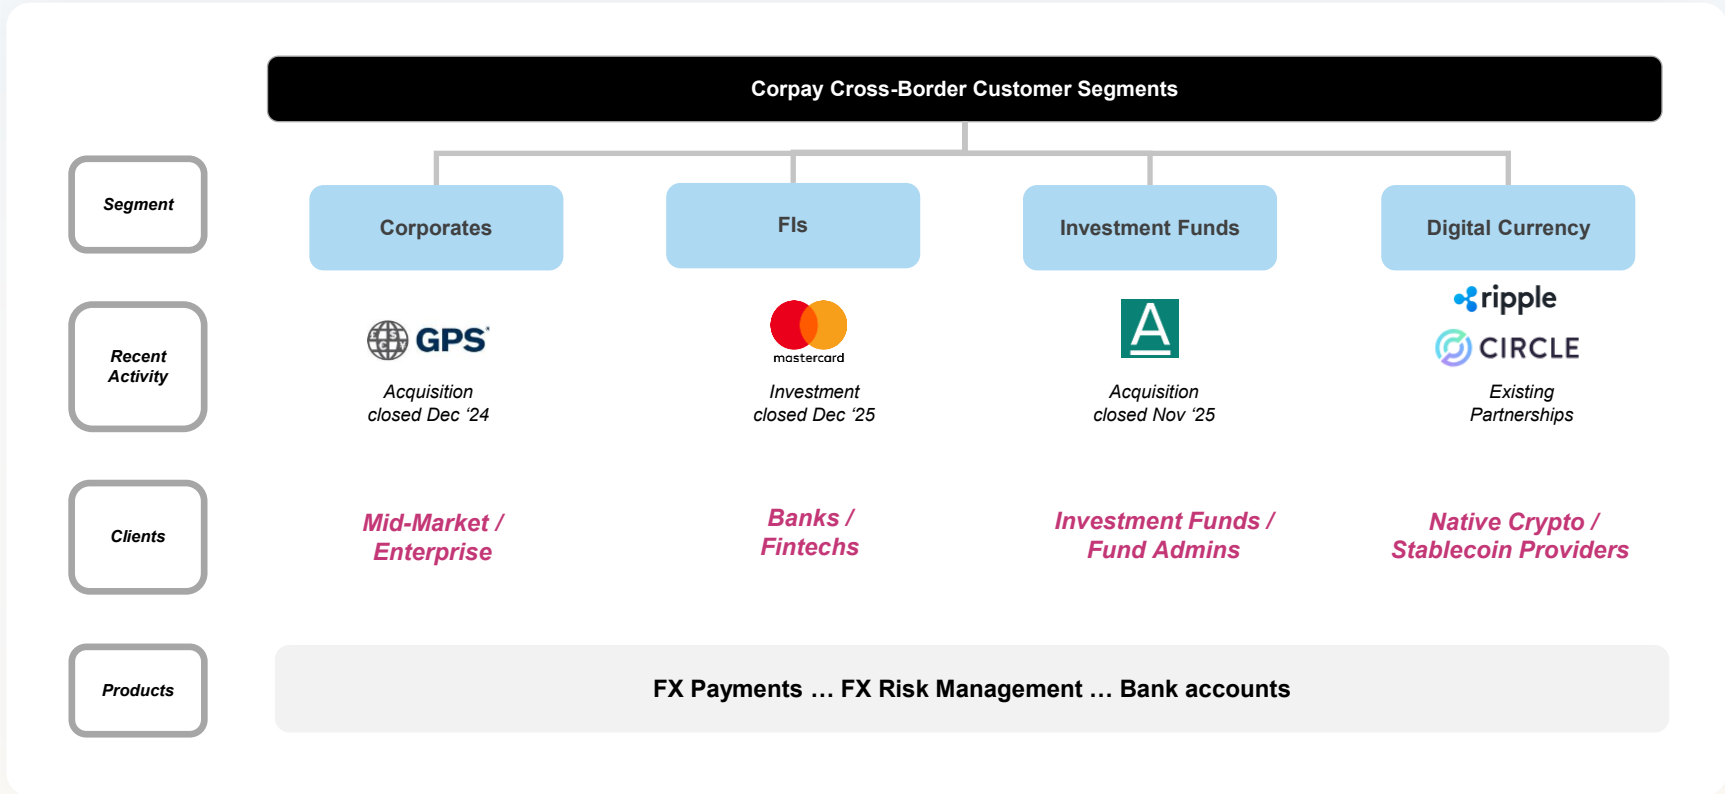 Corpay Cross-Border Customer Segments
Segment
Corporates
FIs
Investment Funds
Digital Currency
Recent
Activity
GPS
Acquisition
closed Dec ‘24
mastercard
Investment
closed Dec ‘25
A
Acquisition
closed Nov ‘25
ripple
CIRCLE
Existing
Partnerships
Clients
Mid-Market /
Enterprise
Banks /
Fintechs
Investment Funds /
Fund Admins
Native Crypto /
Stablecoin Providers
Products
FX Payments … FX Risk Management … Bank accounts